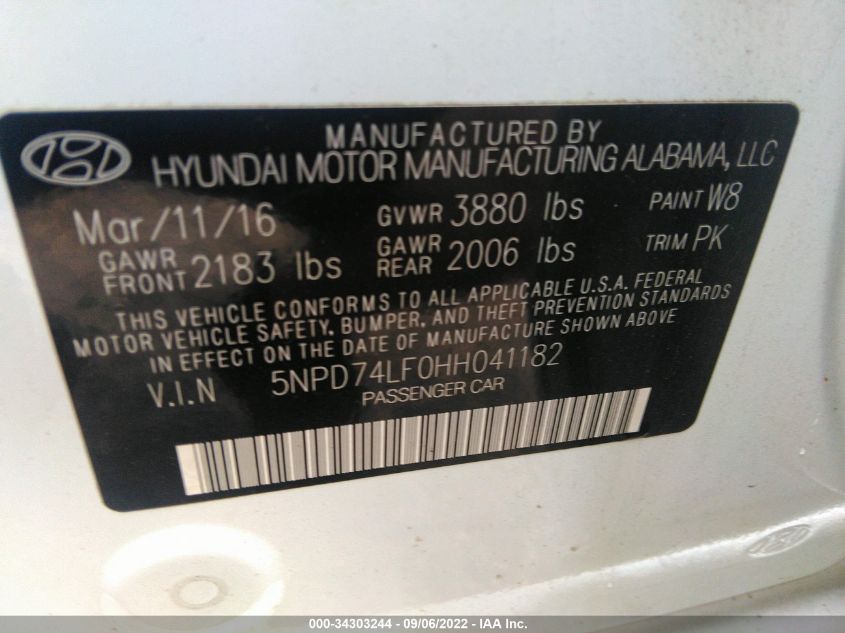 MANUFACTURED BY
HYUNDAI MOTOR MANUFACTURING ALABAMA, LLC
Mar/11/16 GVWR 3880 lbs PAINT W8
GAWR FRONT 2183 lbs GAWR REAR 2006 lbs TRIM PK
THIS VEHICLE CONFORMS TO ALL APPLICABLE U.S.A. FEDERAL
MOTOR VEHICLE SAFETY, BUMPER, AND THEFT PREVENTION STANDARDS
IN EFFECT ON THE DATE OF MANUFACTURE SHOWN ABOVE
V.I.N 5NPD74LF0HH041182
PASSENGER CAR
000-34303244 - 09/06/2022 - IAA Inc.